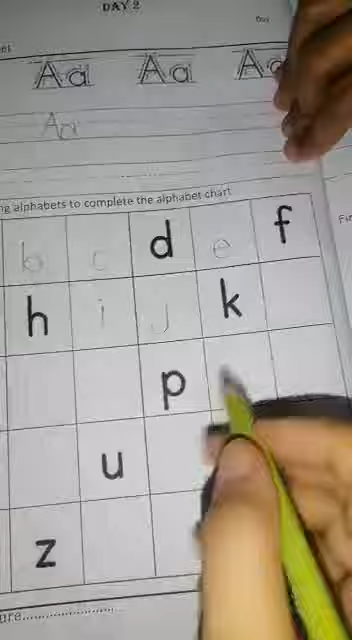 DAY 2
Aa Aa Aa
Aa
ng alphabets to complete the alphabet chart
b c d e f
h i j k
p
u
z